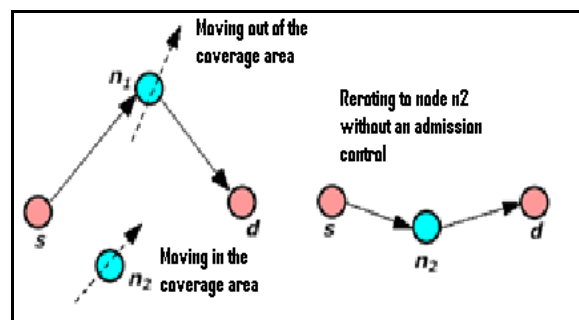 Moving out of the
coverage area
n1
s
d
n2
Moving in the
coverage area
Reroting to node n2
without an admission
control
s
d
n2